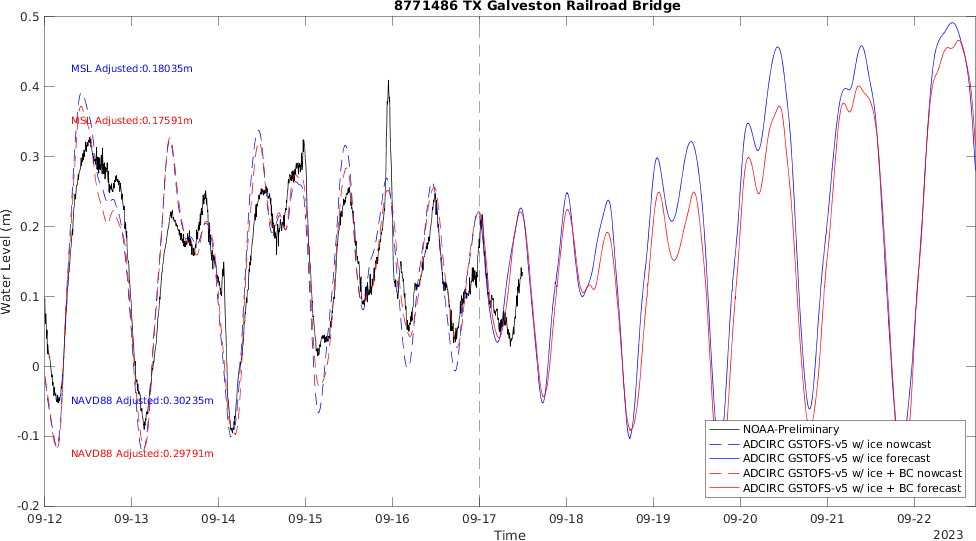 8771486 TX Galveston Railroad Bridge
0.5
0.4
0.3
0.2
0.1
0
-0.1
-0.2
Water Level (m)
MSL Adjusted:0.18035m
MSL Adjusted:0.17591m
NAVD88 Adjusted:0.30235m
NAVD88 Adjusted:0.29791m
NOAA-Preliminary
ADCIRC GSTOFS-v5 w/ ice nowcast
ADCIRC GSTOFS-v5 w/ ice forecast
ADCIRC GSTOFS-v5 w/ ice + BC nowcast
ADCIRC GSTOFS-v5 w/ ice + BC forecast
09-12 09-13 09-14 09-15 09-16 09-17 09-18 09-19 09-20 09-21 09-22
Time
2023